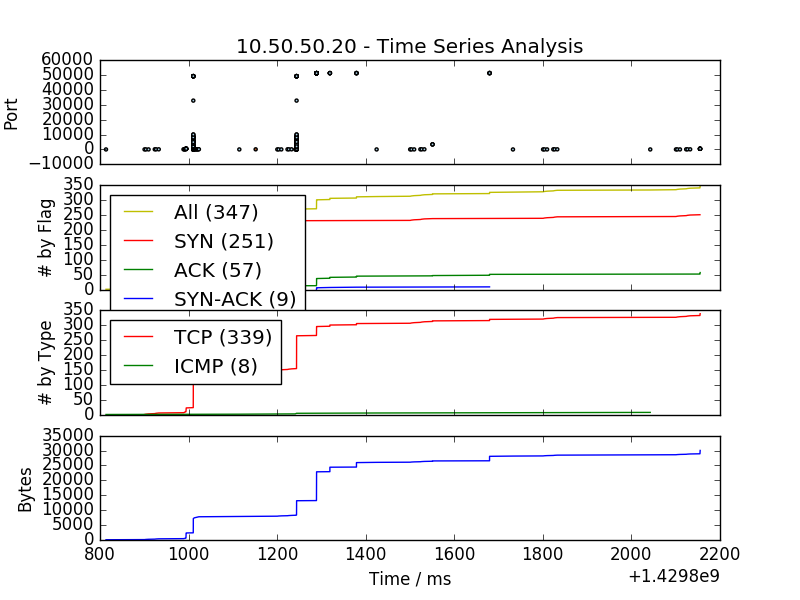 10.50.50.20 - Time Series Analysis
Port
60000
50000
40000
30000
20000
10000
0
−10000
# by Flag
350
300
250
200
150
100
50
0
All (347)
SYN (251)
ACK (57)
SYN-ACK (9)
# by Type
350
300
250
200
150
100
50
0
TCP (339)
ICMP (8)
Bytes
35000
30000
25000
20000
15000
10000
5000
0
800 1000 1200 1400 1600 1800 2000 2200
Time / ms
+1.4298e9